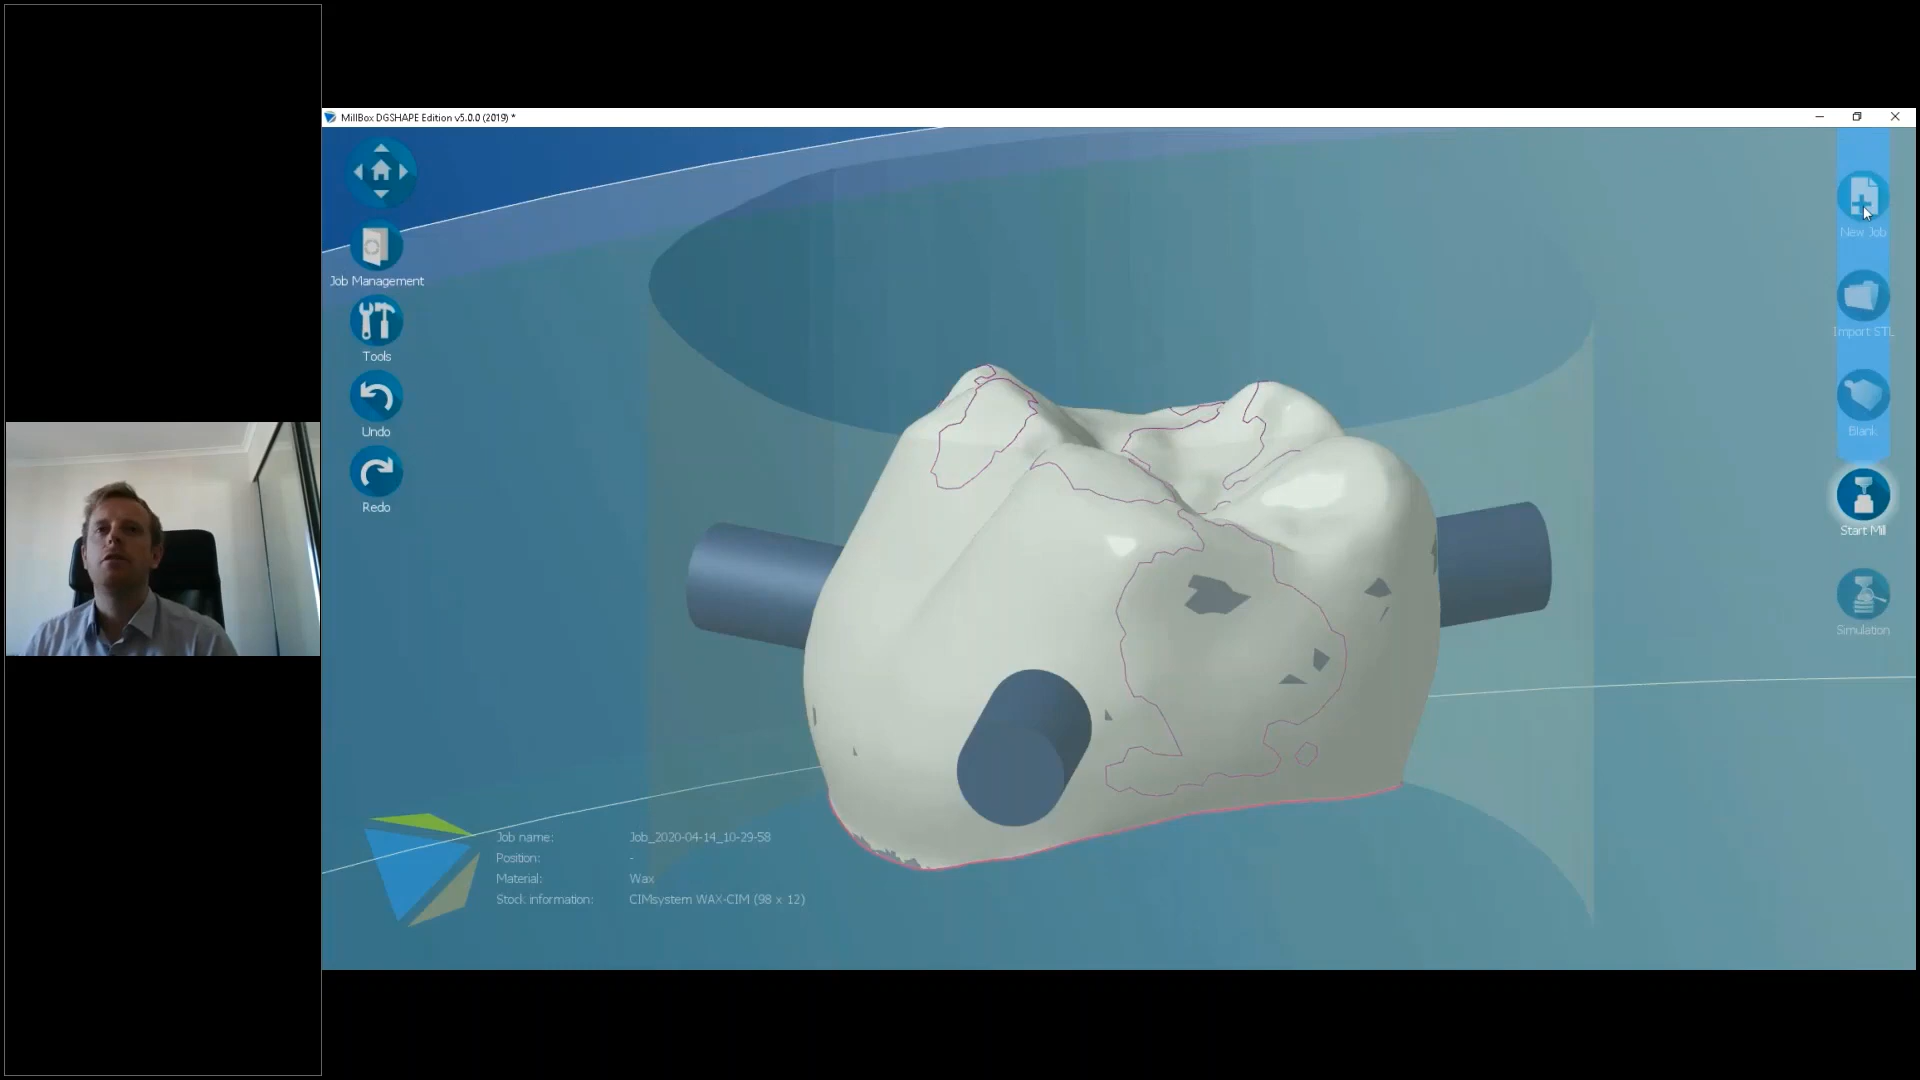 MillBox DGSHAPE Edition v5.0.0 (2019) *
Job Management
Tools
Undo
Redo
New Job
Import STL
Blank
Start Mill
Simulation
Job name: Job_2020-04-14_10-29-58
Position: -
Material: Wax
Stock information: CIMsystem WAX-CIM (98 x 12)